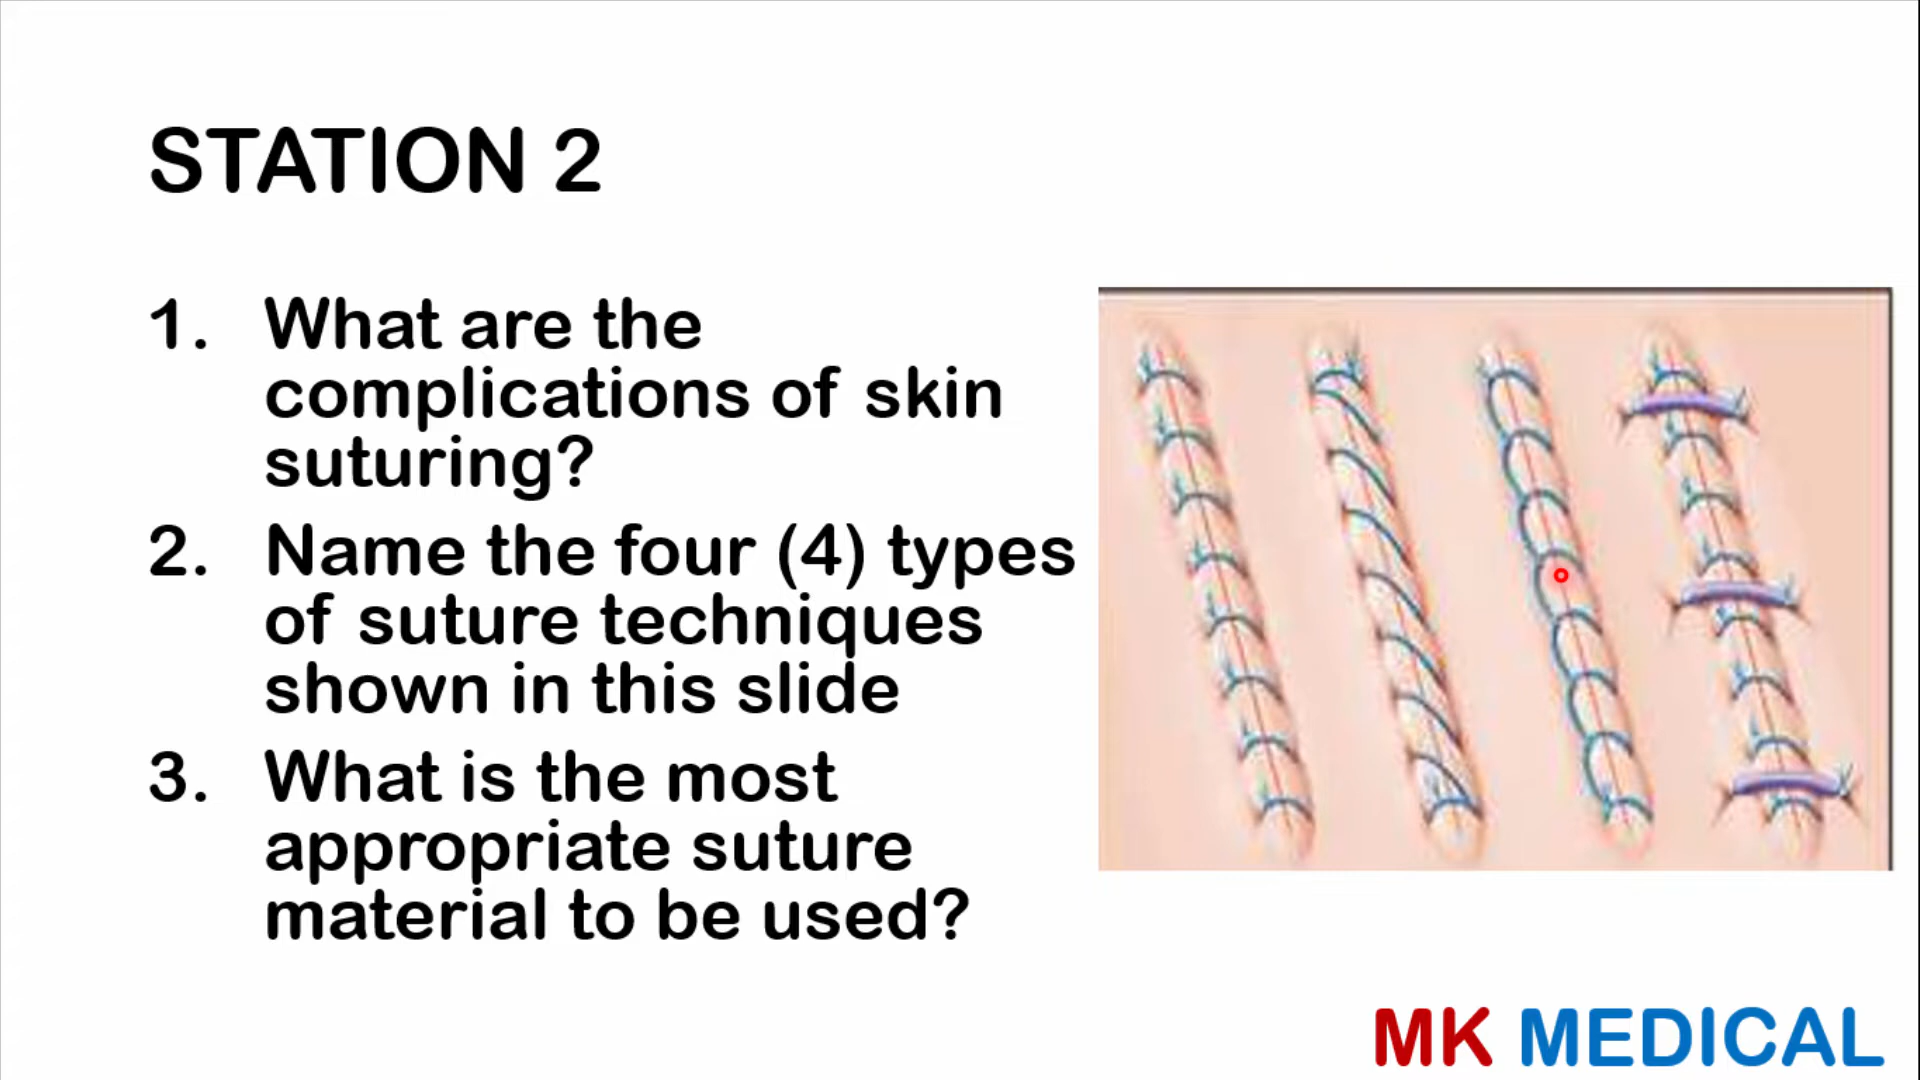 STATION 2
1. What are the
complications of skin
suturing?
2. Name the four (4) types
of suture techniques
shown in this slide
3. What is the most
appropriate suture
material to be used?
MK MEDICAL